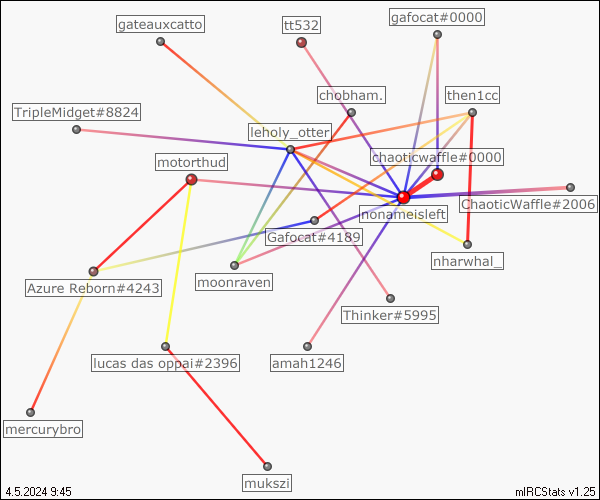 gafocat#0000
gateauxcatto
tt532
chobham.
then1cc
TripleMidget#8824
leholy_otter
motorthud
chaoticwaffle#0000
ChaoticWaffle#2006
nonameisleft
Gafocat#4189
nharwhal_
moonraven
Azure Reborn#4243
Thinker#5995
lucas das oppai#2396
amah1246
mercurybro
mukszi
4.5.2024 9:45
mIRCStats v1.25